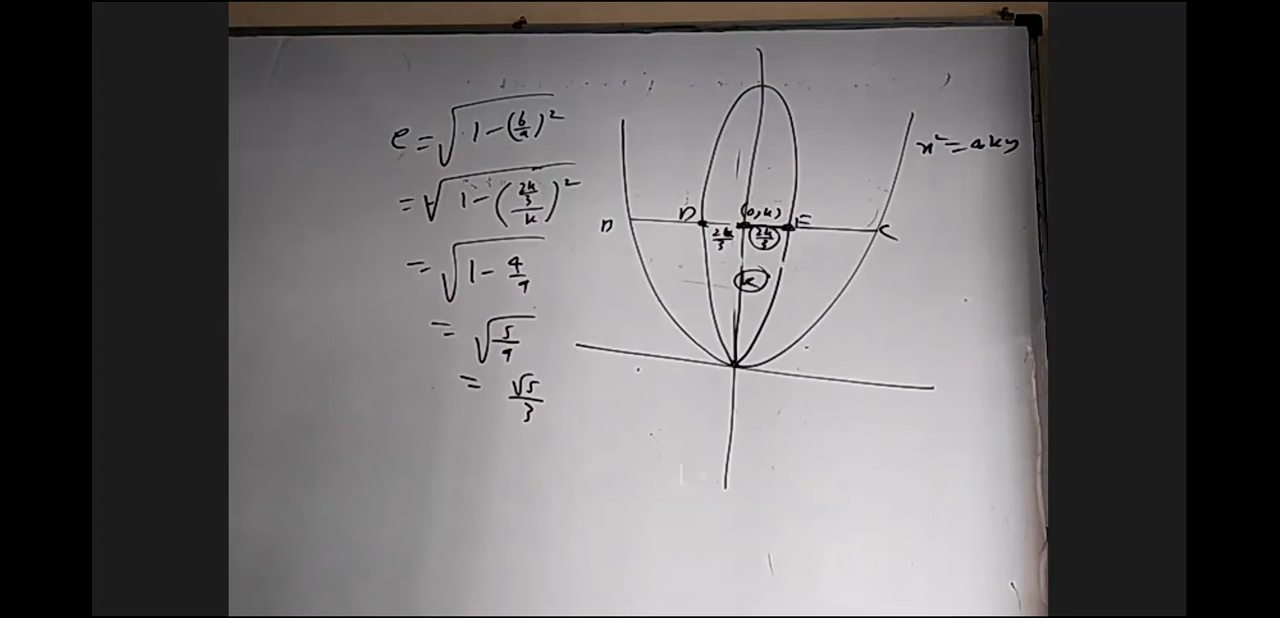 e = √(1 − (b/a)²)
= √(1 − ((2k/3)/k)²)
= √(1 − 4/9)
= √(5/9)
= √5/3
x² = 4ky
(0,k)
B D E C
2k/3 2k/3
k